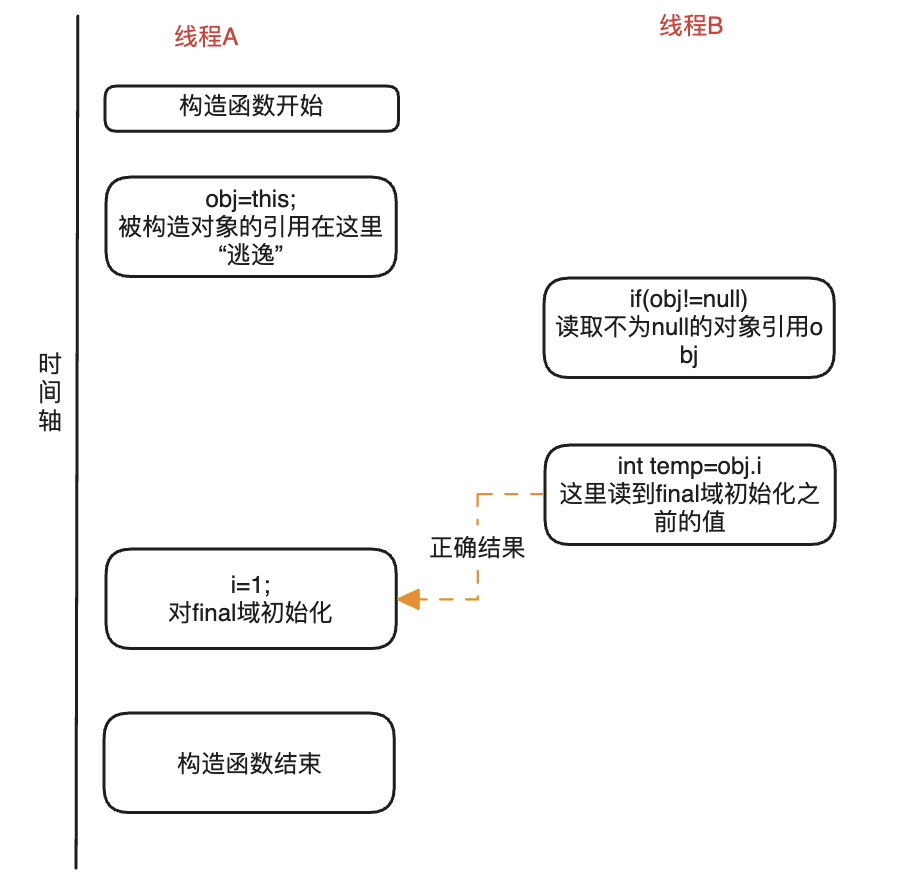 线程A
线程B
构造函数开始
obj=this;
被构造对象的引用在这里
“逃逸”
if(obj!=null)
读取不为null的对象引用o
bj
时
间
轴
int temp=obj.i
这里读到final域初始化之
前的值
正确结果
i=1;
对final域初始化
构造函数结束